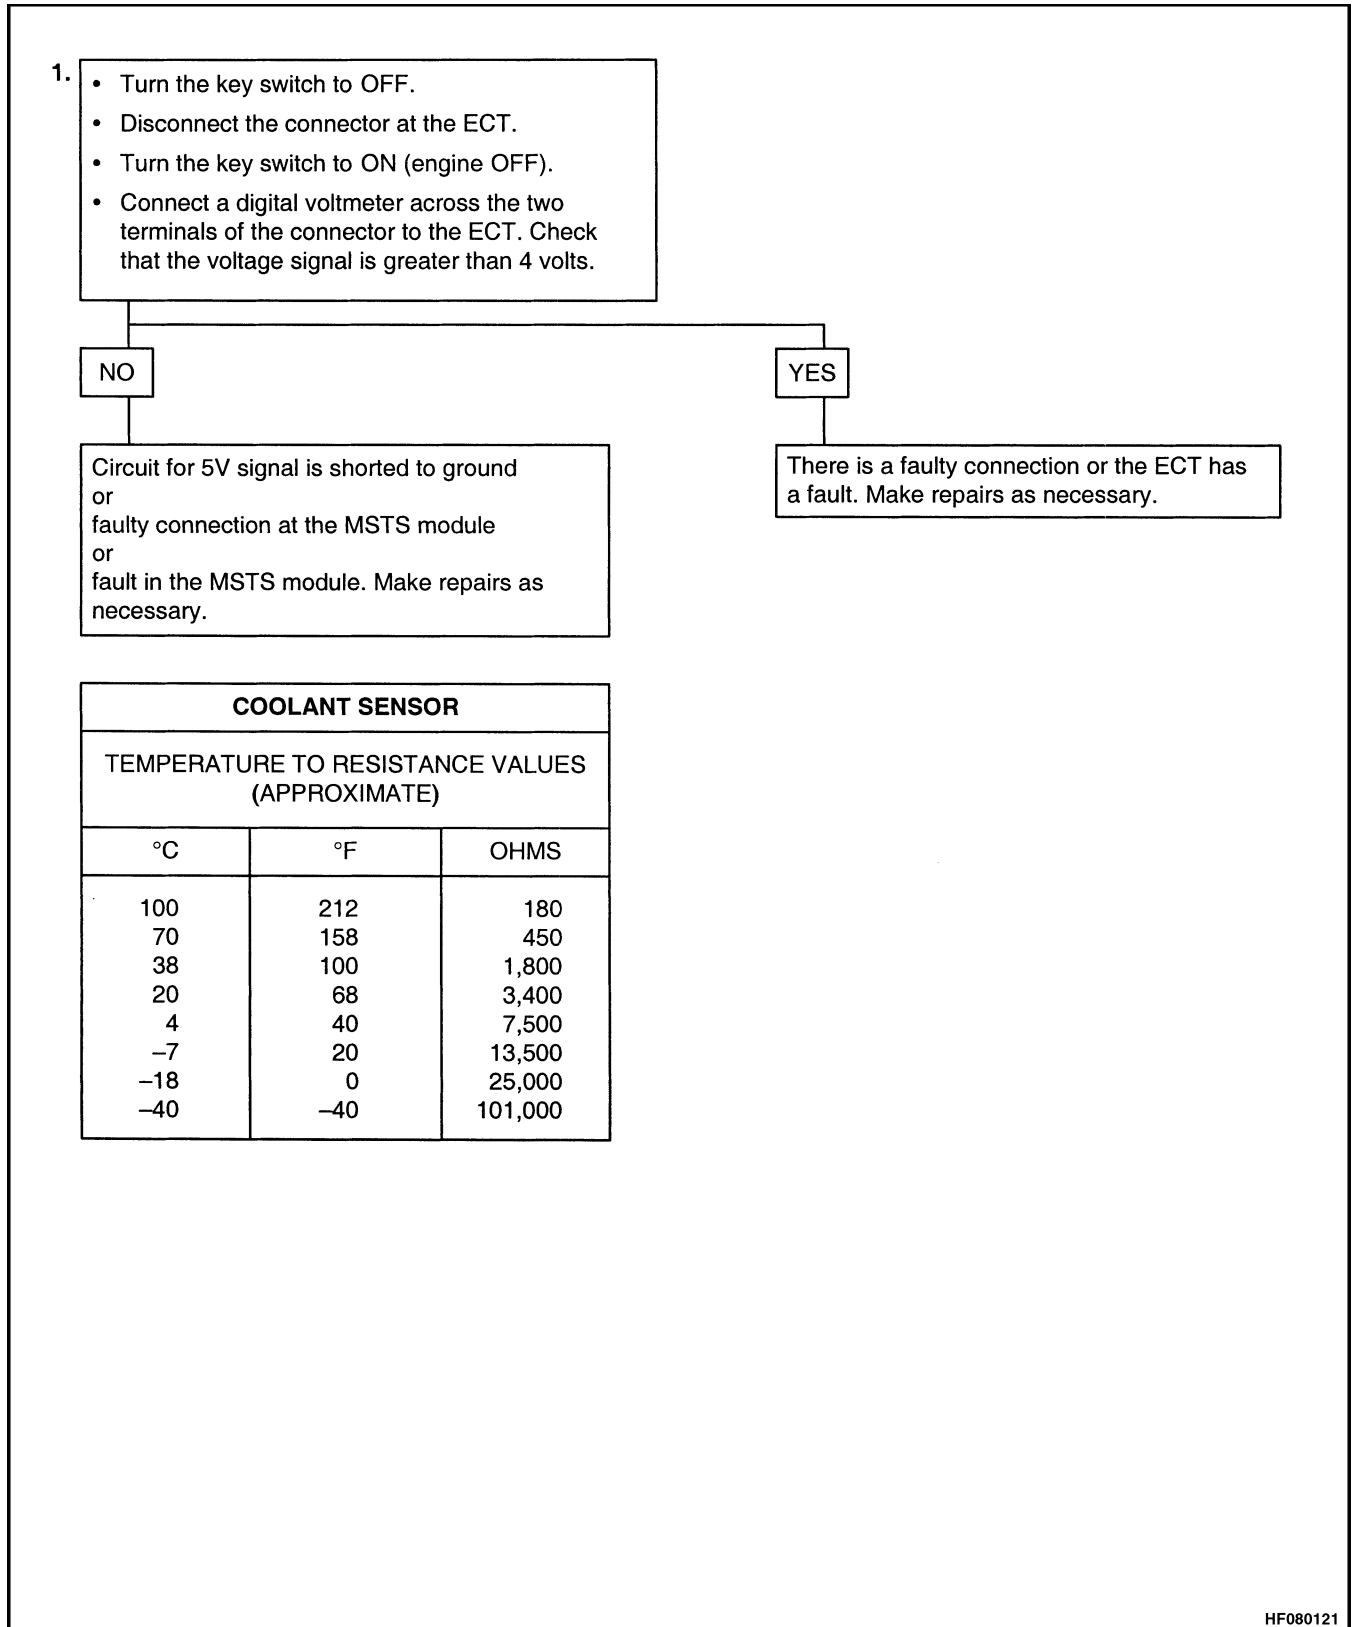 1.
• Turn the key switch to OFF.
• Disconnect the connector at the ECT.
• Turn the key switch to ON (engine OFF).
• Connect a digital voltmeter across the two
terminals of the connector to the ECT. Check
that the voltage signal is greater than 4 volts.
NO
YES
Circuit for 5V signal is shorted to ground
or
faulty connection at the MSTS module
or
fault in the MSTS module. Make repairs as
necessary.
There is a faulty connection or the ECT has
a fault. Make repairs as necessary.
COOLANT SENSOR
TEMPERATURE TO RESISTANCE VALUES
(APPROXIMATE)
°C °F OHMS
100 212 180
70 158 450
38 100 1,800
20 68 3,400
4 40 7,500
–7 20 13,500
–18 0 25,000
–40 –40 101,000
HF080121